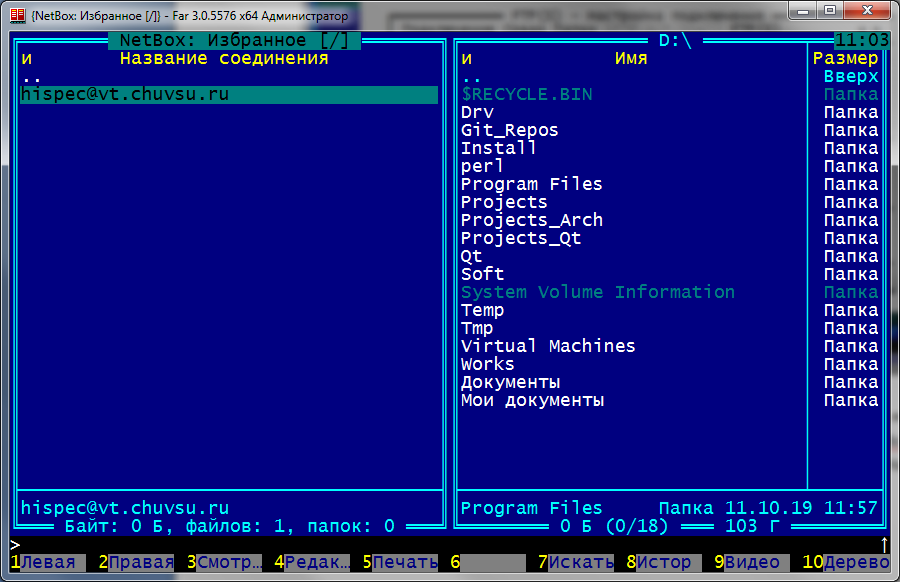 {NetBox: Избранное [/]} - Far 3.0.5576 x64 Администратор
NetBox: Избранное [/]
и Название соединения
..
hispec@vt.chuvsu.ru
hispec@vt.chuvsu.ru
Байт: 0 Б, файлов: 1, папок: 0
D:\ 11:03
и Имя Размер
.. Вверх
$RECYCLE.BIN Папка
Drv Папка
Git_Repos Папка
Install Папка
perl Папка
Program Files Папка
Projects Папка
Projects_Arch Папка
Projects_Qt Папка
Qt Папка
Soft Папка
System Volume Information Папка
Temp Папка
Tmp Папка
Virtual Machines Папка
Works Папка
Документы Папка
Мои документы Папка
Program Files Папка 11.10.19 11:57
0 Б (0/18) 103 Г
> ↑
1Левая 2Правая 3Смотр… 4Редак… 5Печать 6 7Искать 8Истор 9Видео 10Дерево